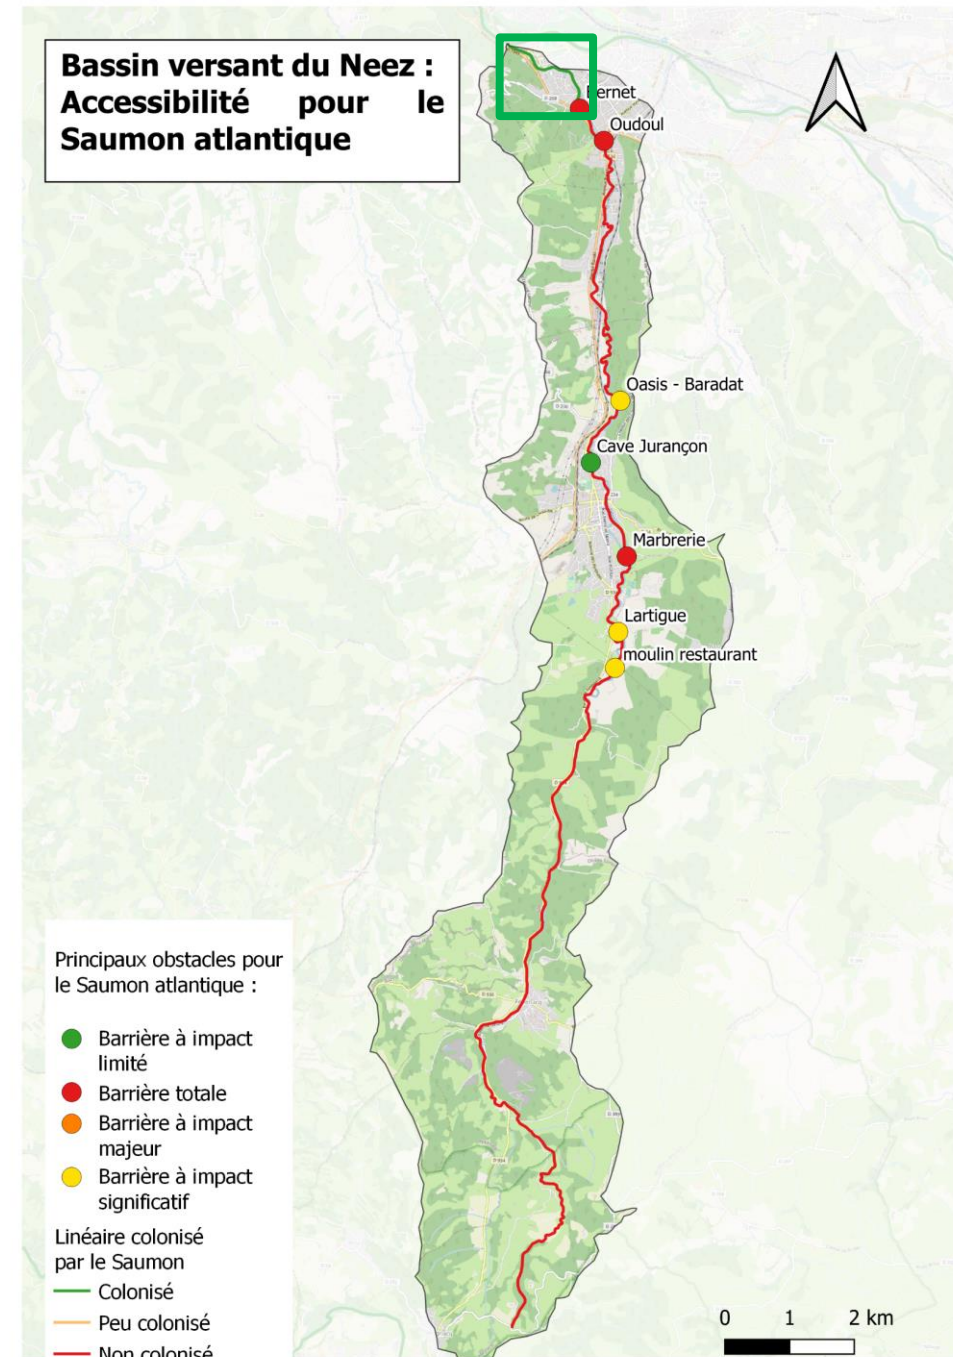 Bassin versant du Neez :
Accessibilité pour le
Saumon atlantique
Bernet
Oudoul
Oasis - Baradat
Cave Jurançon
Marbrerie
Lartigue
moulin restaurant
Principaux obstacles pour
le Saumon atlantique :
Barrière à impact
limité
Barrière totale
Barrière à impact
majeur
Barrière à impact
significatif
Linéaire colonisé
par le Saumon
Colonisé
Peu colonisé
Non colonisé
0 1 2 km